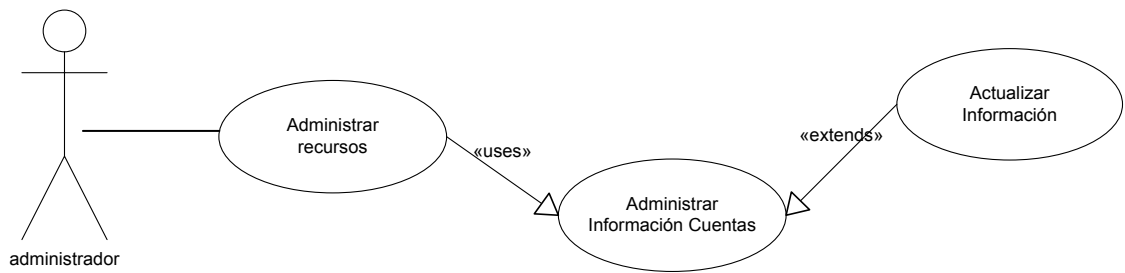 Administrar
recursos
«uses»
Administrar
Información Cuentas
«extends»
Actualizar
Información
administrador